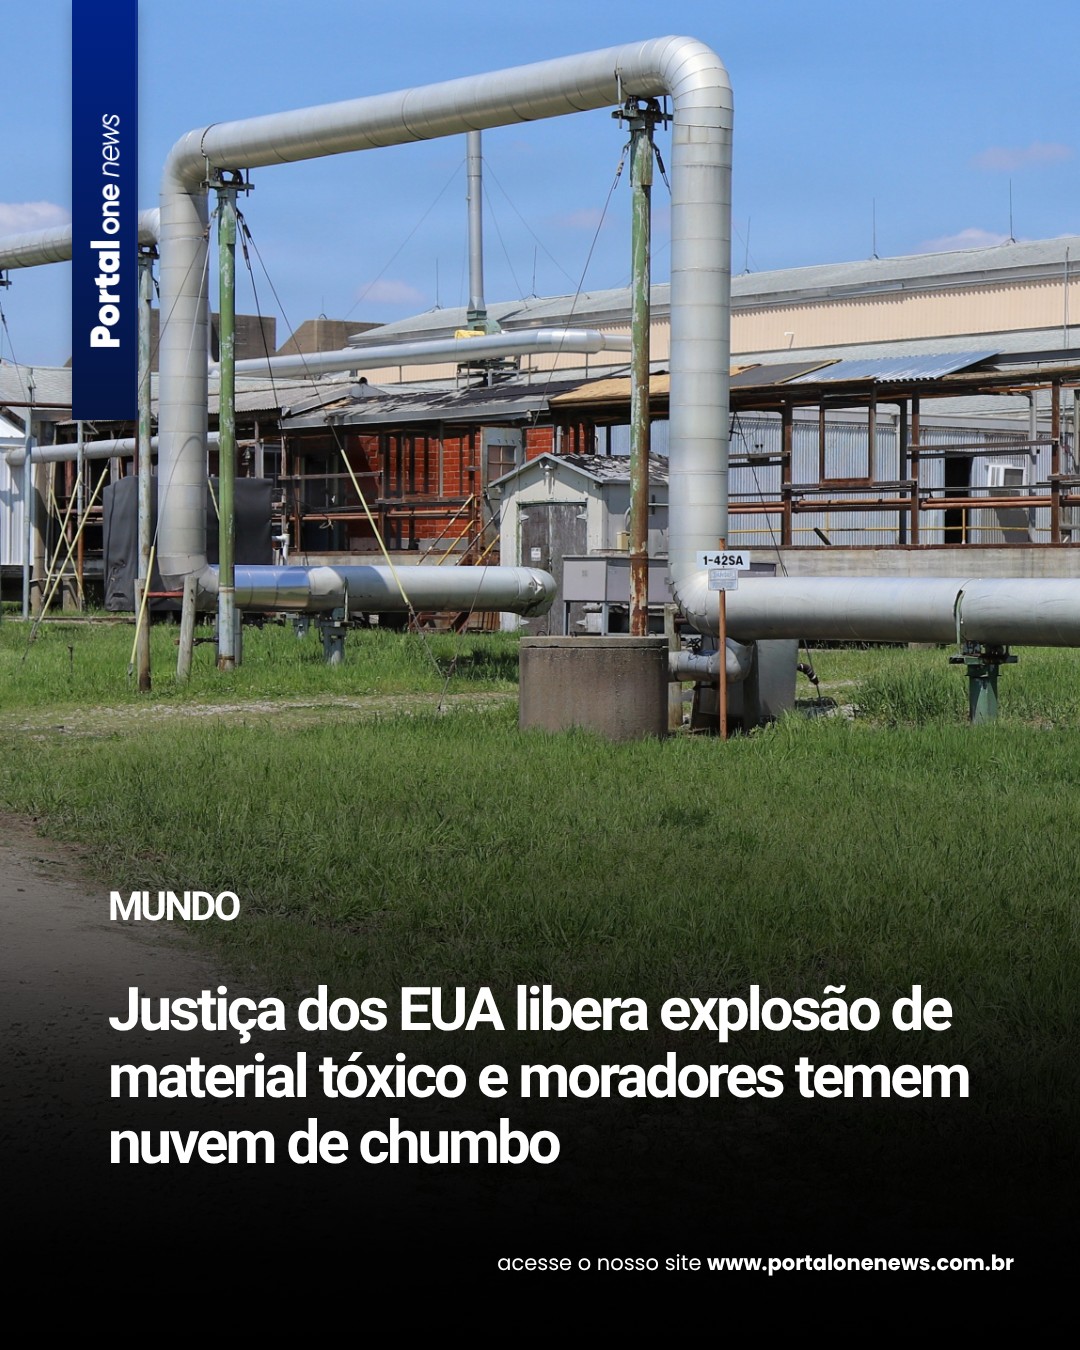 Portal one news
1-42SA
MUNDO
Justiça dos EUA libera explosão de
material tóxico e moradores temem
nuvem de chumbo
acesse o nosso site www.portalonenews.com.br